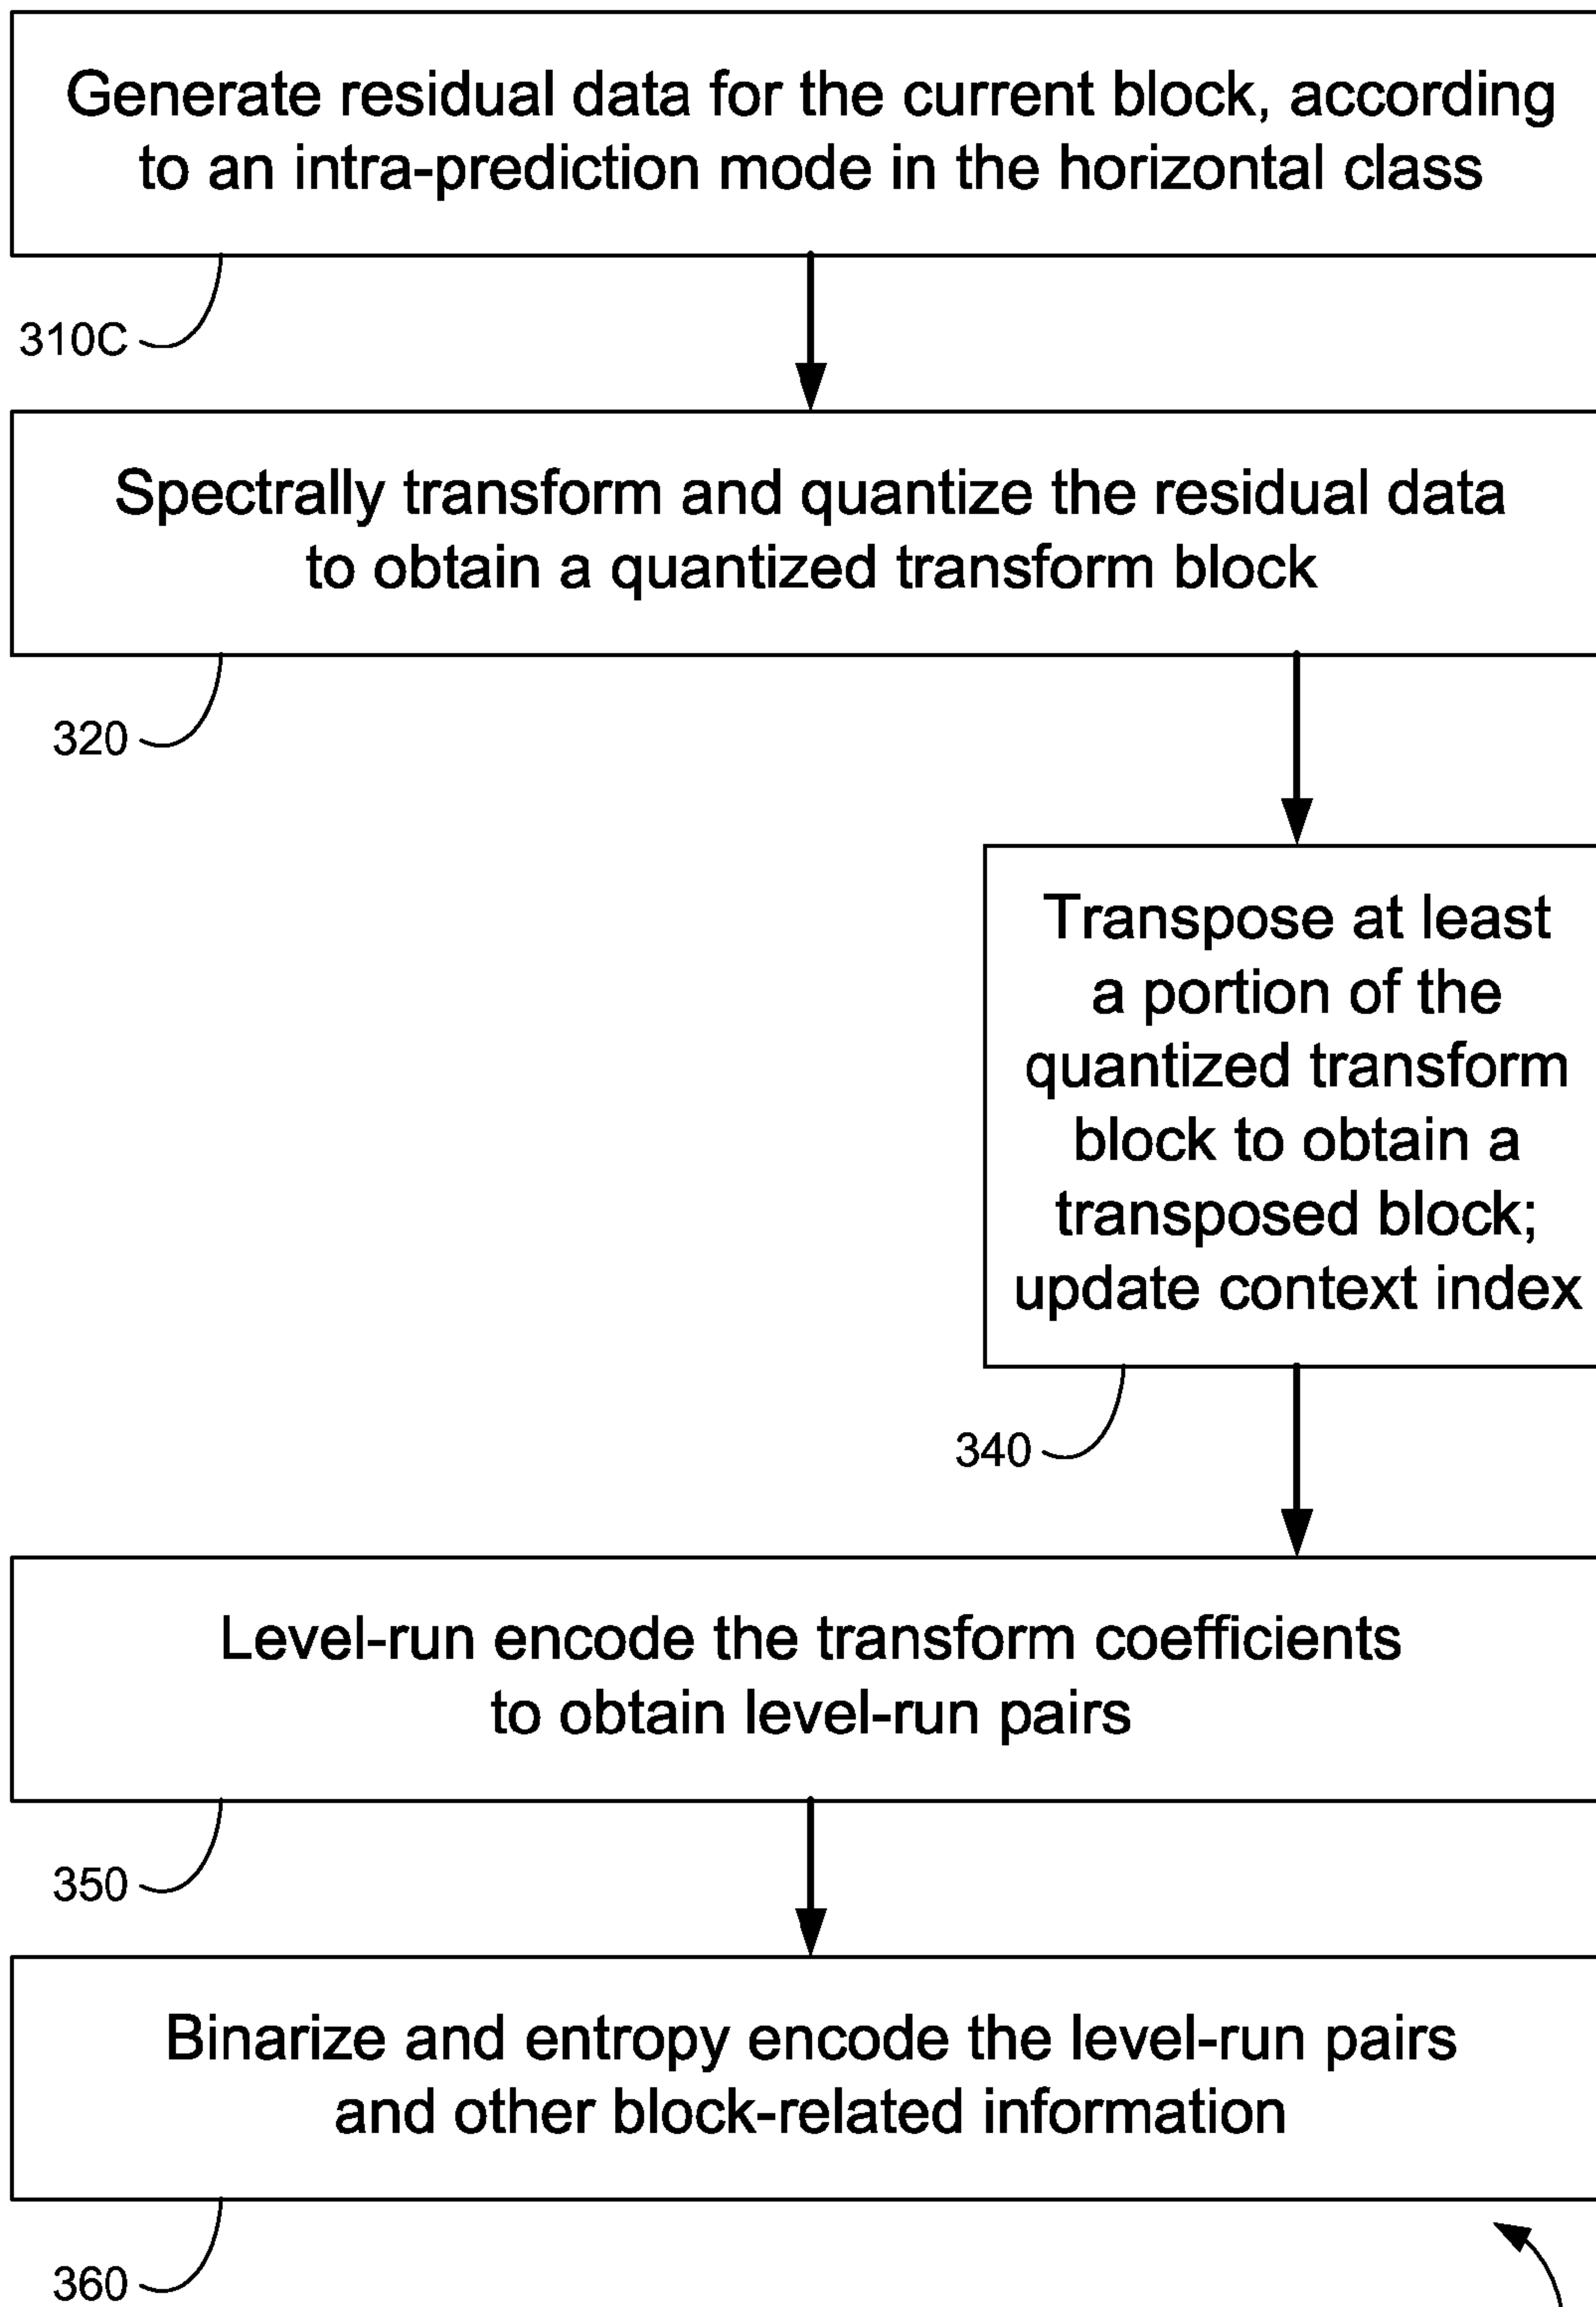 Generate residual data for the current block, according
to an intra-prediction mode in the horizontal class
310C
Spectrally transform and quantize the residual data
to obtain a quantized transform block
320
Transpose at least
a portion of the
quantized transform
block to obtain a
transposed block;
update context index
340
Level-run encode the transform coefficients
to obtain level-run pairs
350
Binarize and entropy encode the level-run pairs
and other block-related information
360